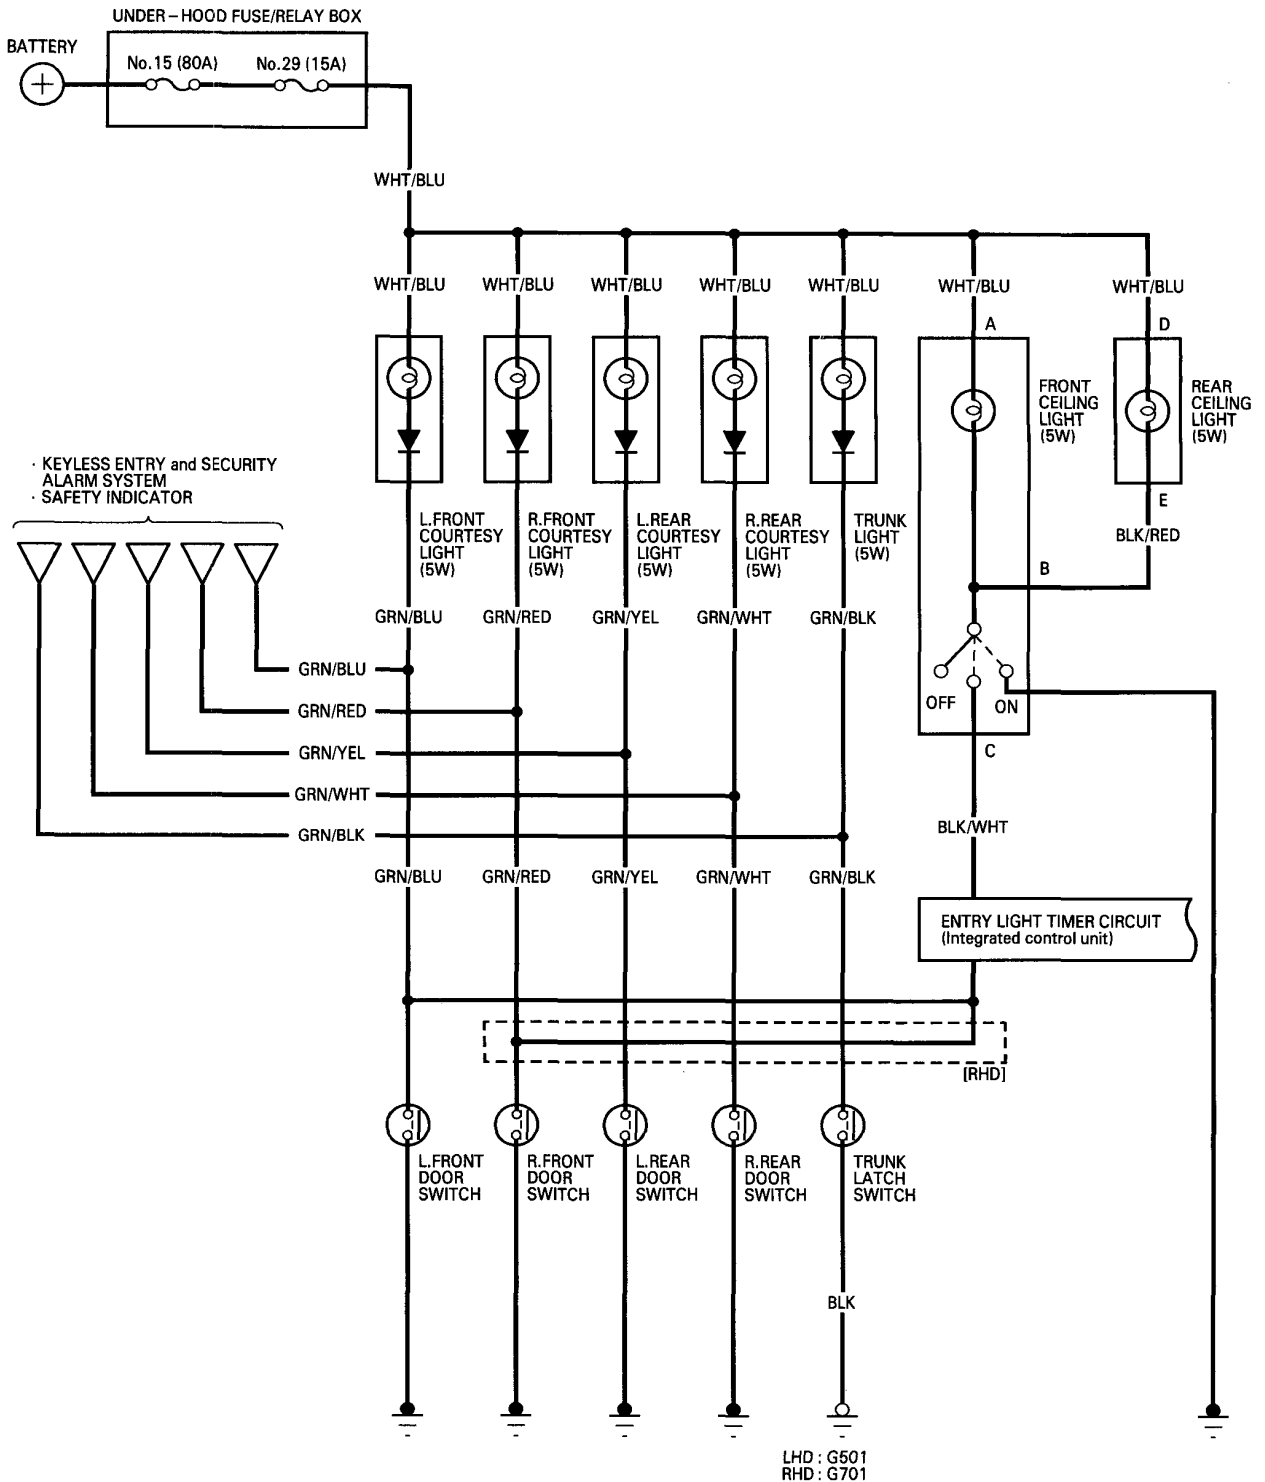 UNDER-HOOD FUSE/RELAY BOX
BATTERY
+
No.15 (80A)
No.29 (15A)
WHT/BLU
WHT/BLU
WHT/BLU
WHT/BLU
WHT/BLU
WHT/BLU
WHT/BLU
WHT/BLU
A
D
FRONT
CEILING
LIGHT
(5W)
REAR
CEILING
LIGHT
(5W)
· KEYLESS ENTRY and SECURITY
ALARM SYSTEM
· SAFETY INDICATOR
E
L.FRONT
COURTESY
LIGHT
(5W)
R.FRONT
COURTESY
LIGHT
(5W)
L.REAR
COURTESY
LIGHT
(5W)
R.REAR
COURTESY
LIGHT
(5W)
TRUNK
LIGHT
(5W)
BLK/RED
B
GRN/BLU
GRN/RED
GRN/YEL
GRN/WHT
GRN/BLK
GRN/BLU
GRN/RED
GRN/YEL
GRN/WHT
GRN/BLK
OFF
ON
C
BLK/WHT
GRN/BLU
GRN/RED
GRN/YEL
GRN/WHT
GRN/BLK
ENTRY LIGHT TIMER CIRCUIT
(Integrated control unit)
[RHD]
L.FRONT
DOOR
SWITCH
R.FRONT
DOOR
SWITCH
L.REAR
DOOR
SWITCH
R.REAR
DOOR
SWITCH
TRUNK
LATCH
SWITCH
BLK
LHD : G501
RHD : G701